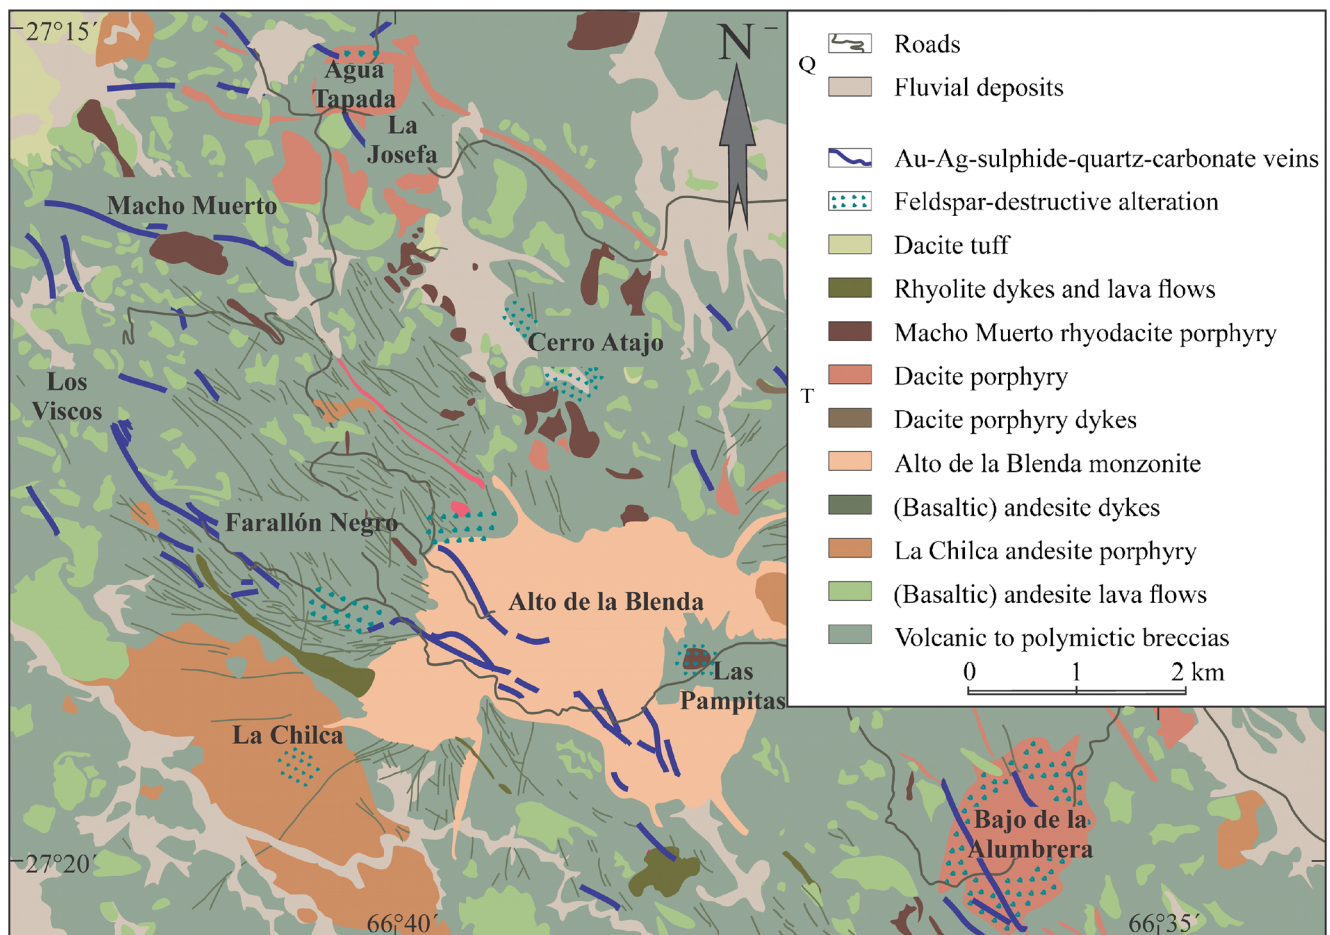 27°15´
N
Agua
Tapada
La
Josefa
Macho Muerto
Cerro Atajo
Los
Viscos
Farallón Negro
Alto de la Blenda
Las
Pampitas
La Chilca
Bajo de la
Alumbrera
27°20´
66°40´
66°35´
Q
Roads
Fluvial deposits
Au-Ag-sulphide-quartz-carbonate veins
Feldspar-destructive alteration
Dacite tuff
Rhyolite dykes and lava flows
Macho Muerto rhyodacite porphyry
Dacite porphyry
T
Dacite porphyry dykes
Alto de la Blenda monzonite
(Basaltic) andesite dykes
La Chilca andesite porphyry
(Basaltic) andesite lava flows
Volcanic to polymictic breccias
0 1 2 km